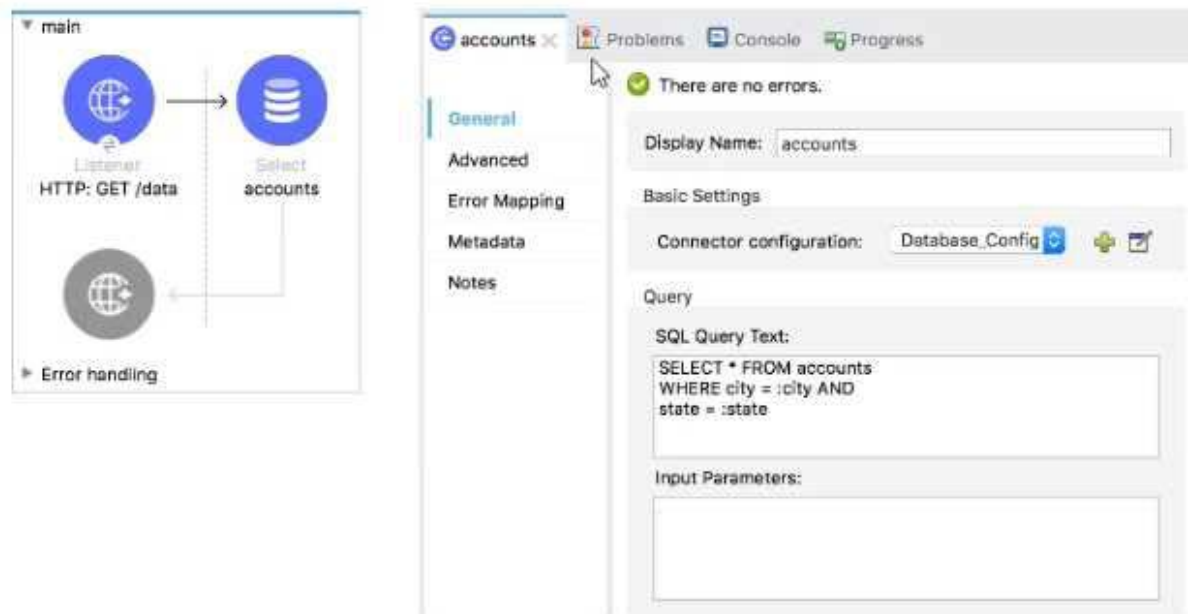 main
Listener
HTTP: GET /data
Select
accounts
Error handling
accounts
Problems
Console
Progress
There are no errors.
General
Advanced
Error Mapping
Metadata
Notes
Display Name: accounts
Basic Settings
Connector configuration: Database_Config
Query
SQL Query Text:
SELECT * FROM accounts
WHERE city = :city AND
state = :state
Input Parameters: